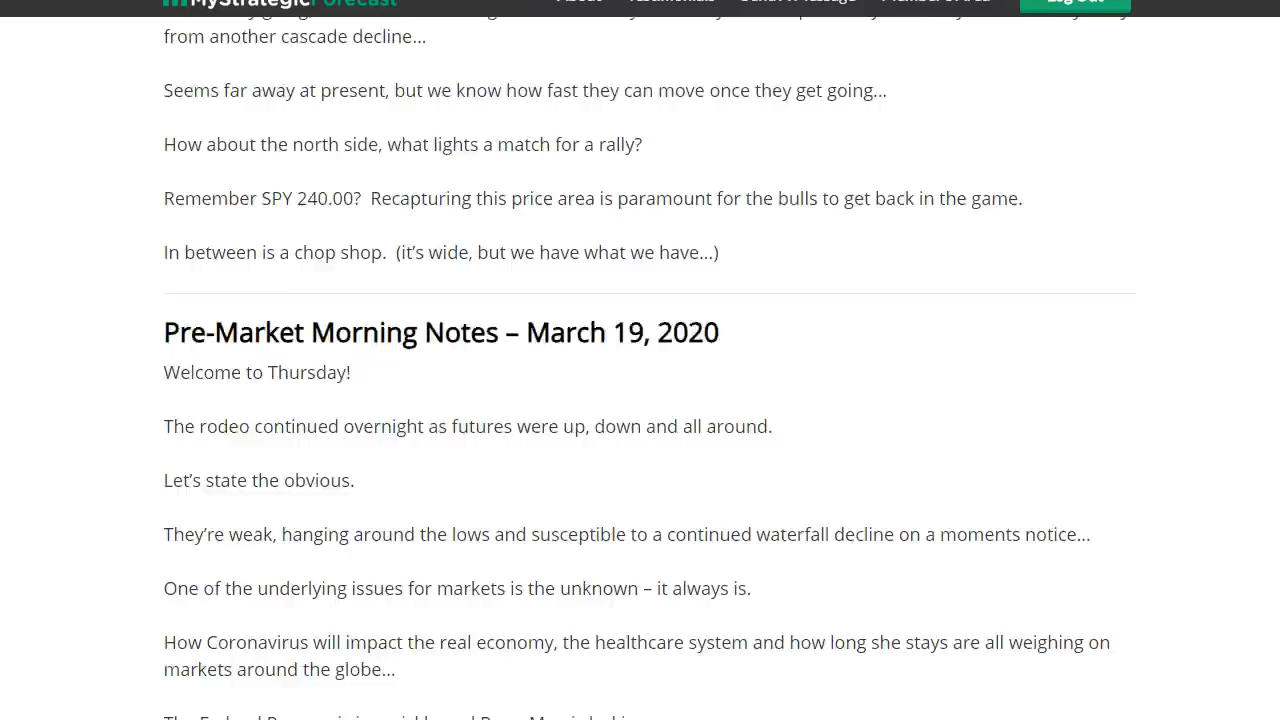 MyStrategicForecast
from another cascade decline...
Seems far away at present, but we know how fast they can move once they get going...
How about the north side, what lights a match for a rally?
Remember SPY 240.00?  Recapturing this price area is paramount for the bulls to get back in the game.
In between is a chop shop.  (it’s wide, but we have what we have...)
Pre-Market Morning Notes – March 19, 2020
Welcome to Thursday!
The rodeo continued overnight as futures were up, down and all around.
Let’s state the obvious.
They’re weak, hanging around the lows and susceptible to a continued waterfall decline on a moments notice...
One of the underlying issues for markets is the unknown – it always is.
How Coronavirus will impact the real economy, the healthcare system and how long she stays are all weighing on
markets around the globe...